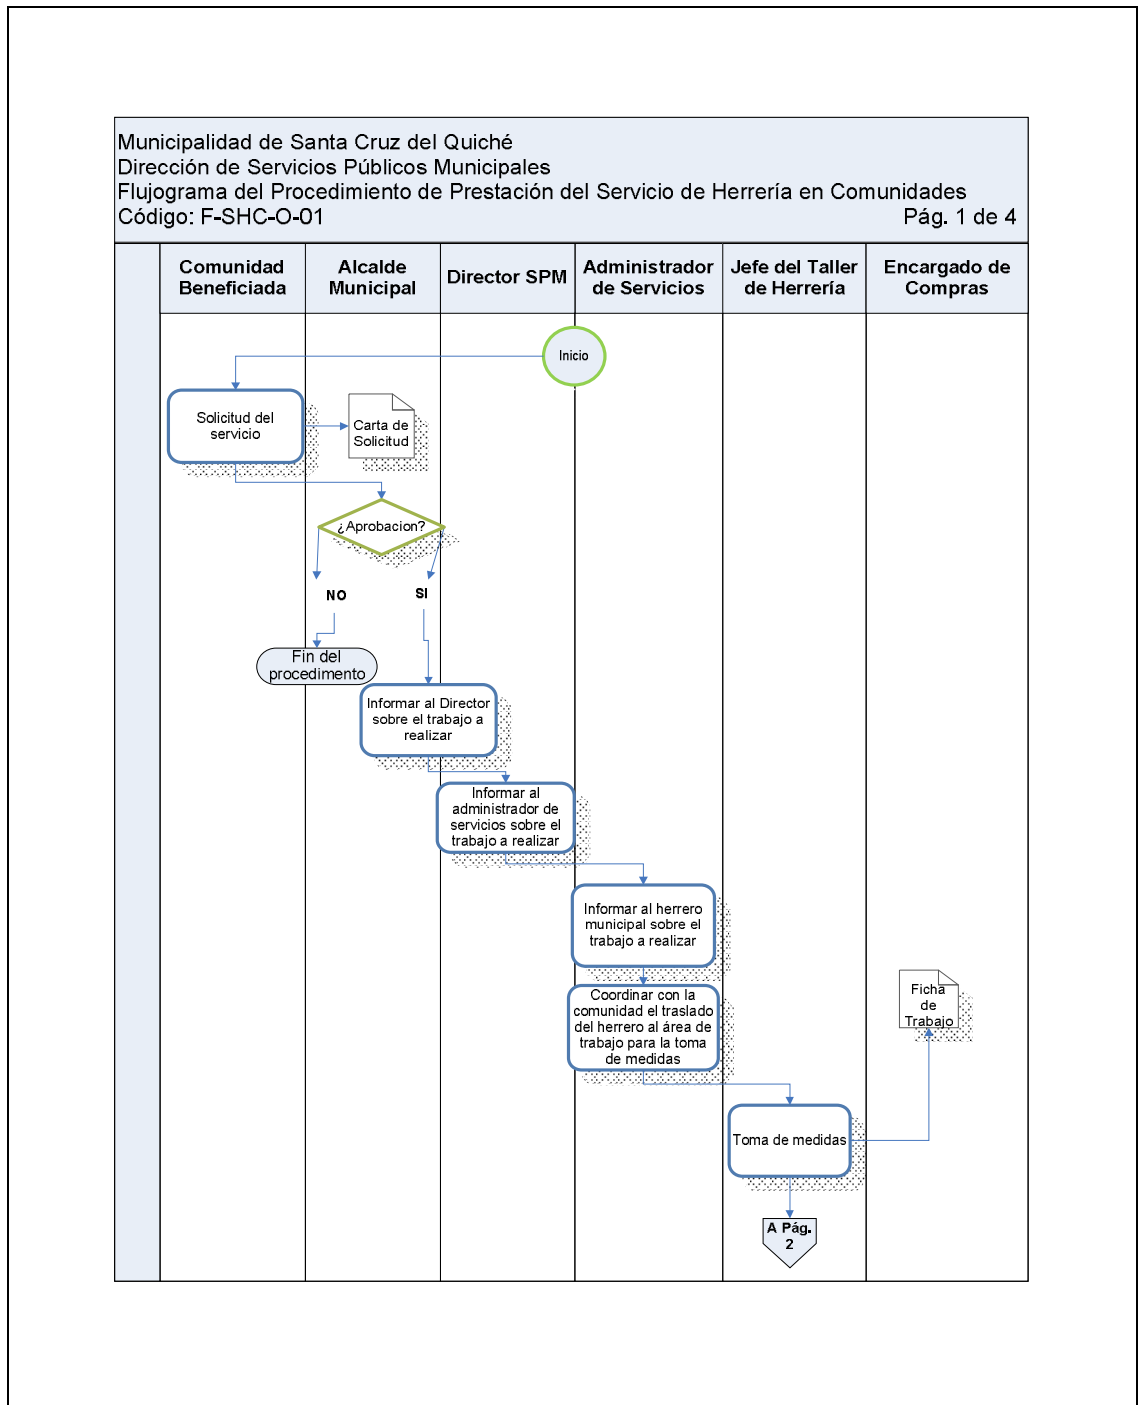 Municipalidad de Santa Cruz del Quiché
Dirección de Servicios Públicos Municipales
Flujograma del Procedimiento de Prestación del Servicio de Herrería en Comunidades
Código: F-SHC-O-01 Pág. 1 de 4
Comunidad
Beneficiada
Alcalde
Municipal
Director SPM
Administrador
de Servicios
Jefe del Taller
de Herrería
Encargado de
Compras
Inicio
Solicitud del
servicio
Carta de
Solicitud
¿Aprobacion?
NO
SI
Fin del
procedimento
Informar al Director
sobre el trabajo a
realizar
Informar al
administrador de
servicios sobre el
trabajo a realizar
Informar al herrero
municipal sobre el
trabajo a realizar
Coordinar con la
comunidad el traslado
del herrero al área de
trabajo para la toma
de medidas
Ficha
de
Trabajo
Toma de medidas
A Pág.
2